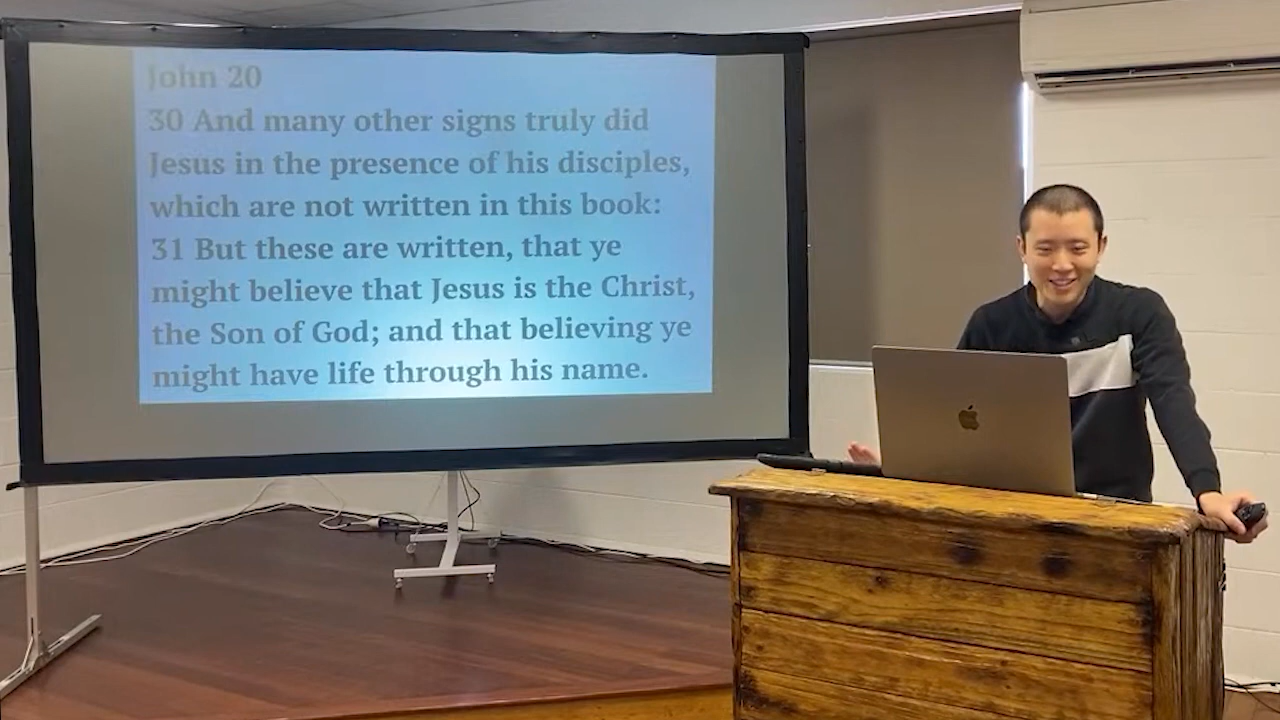 John 20
30 And many other signs truly did
Jesus in the presence of his disciples,
which are not written in this book:
31 But these are written, that ye
might believe that Jesus is the Christ,
the Son of God; and that believing ye
might have life through his name.